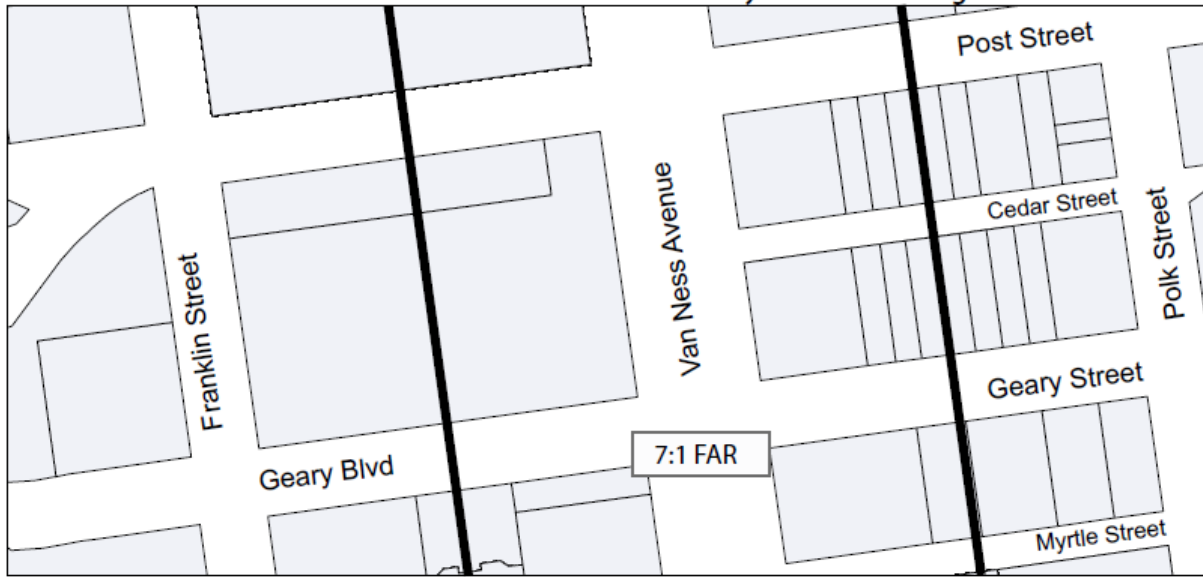 Post Street
Cedar Street
Van Ness Avenue
Polk Street
Franklin Street
Geary Street
7:1 FAR
Geary Blvd
Myrtle Street